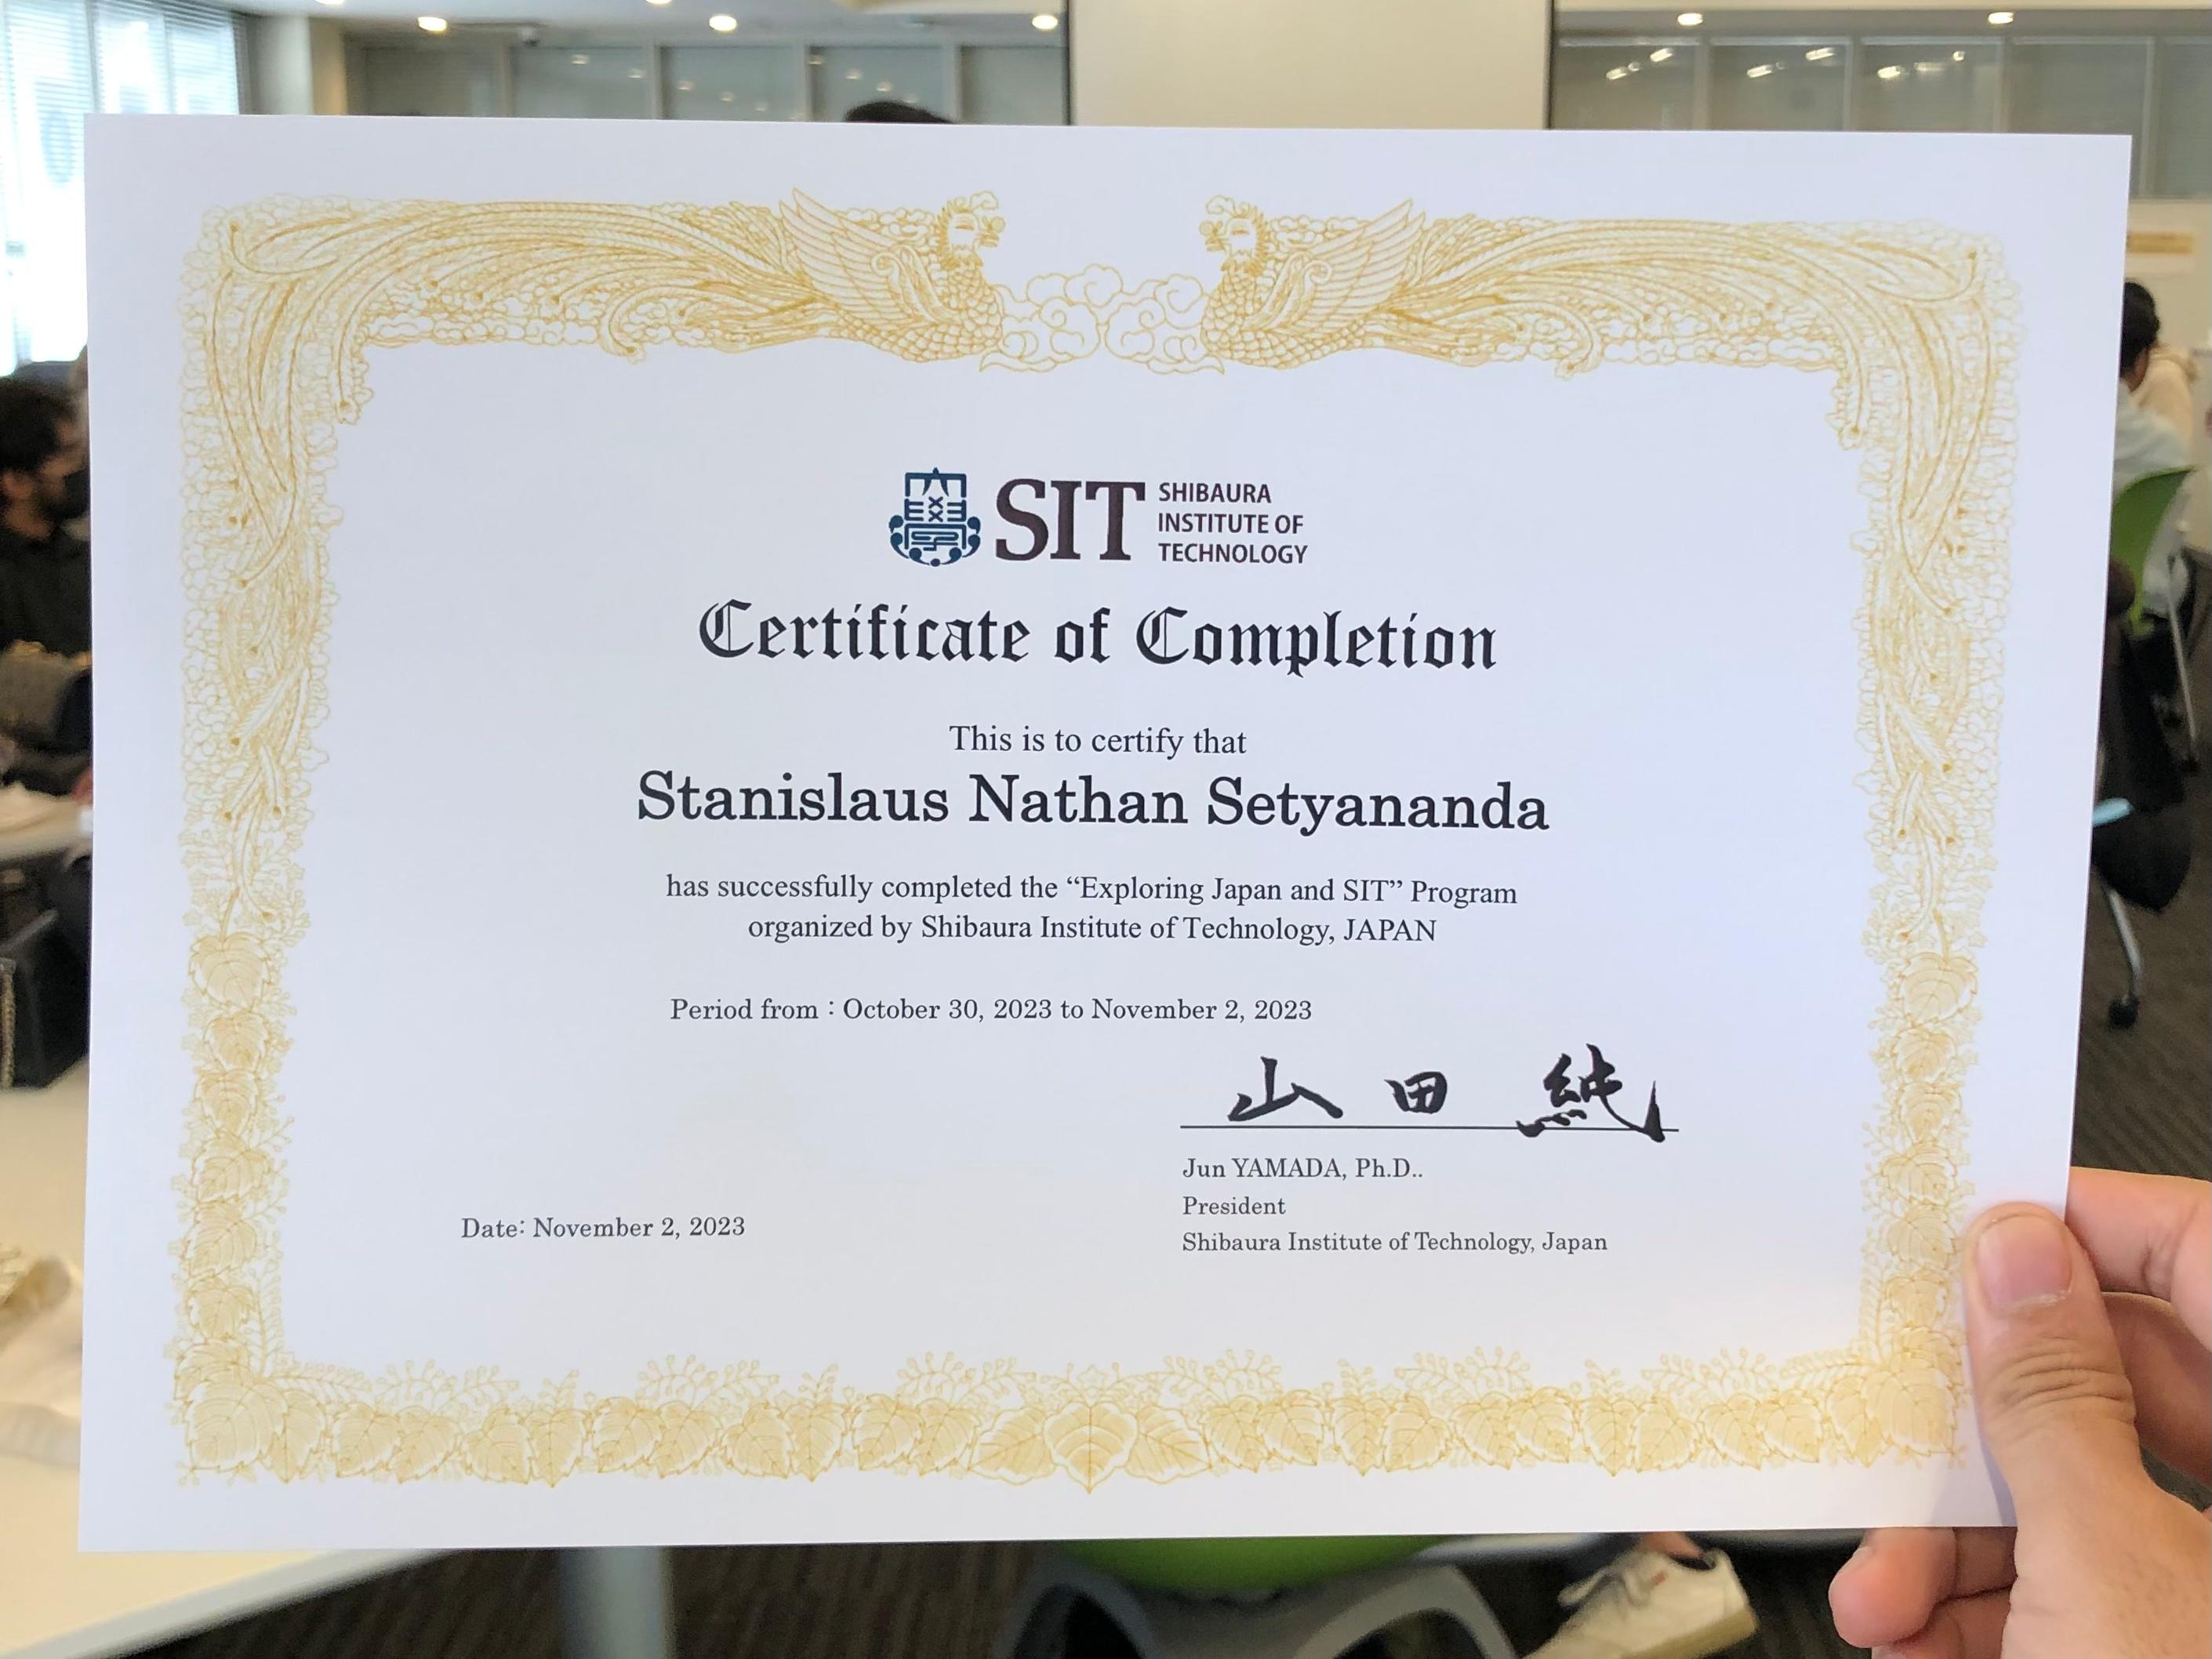 SIT
SHIBAURA
INSTITUTE OF
TECHNOLOGY
Certificate of Completion
This is to certify that
Stanislaus Nathan Setyananda
has successfully completed the “Exploring Japan and SIT” Program
organized by Shibaura Institute of Technology, JAPAN
Period from : October 30, 2023 to November 2, 2023
山田 純
Jun YAMADA, Ph.D..
President
Shibaura Institute of Technology, Japan
Date: November 2, 2023